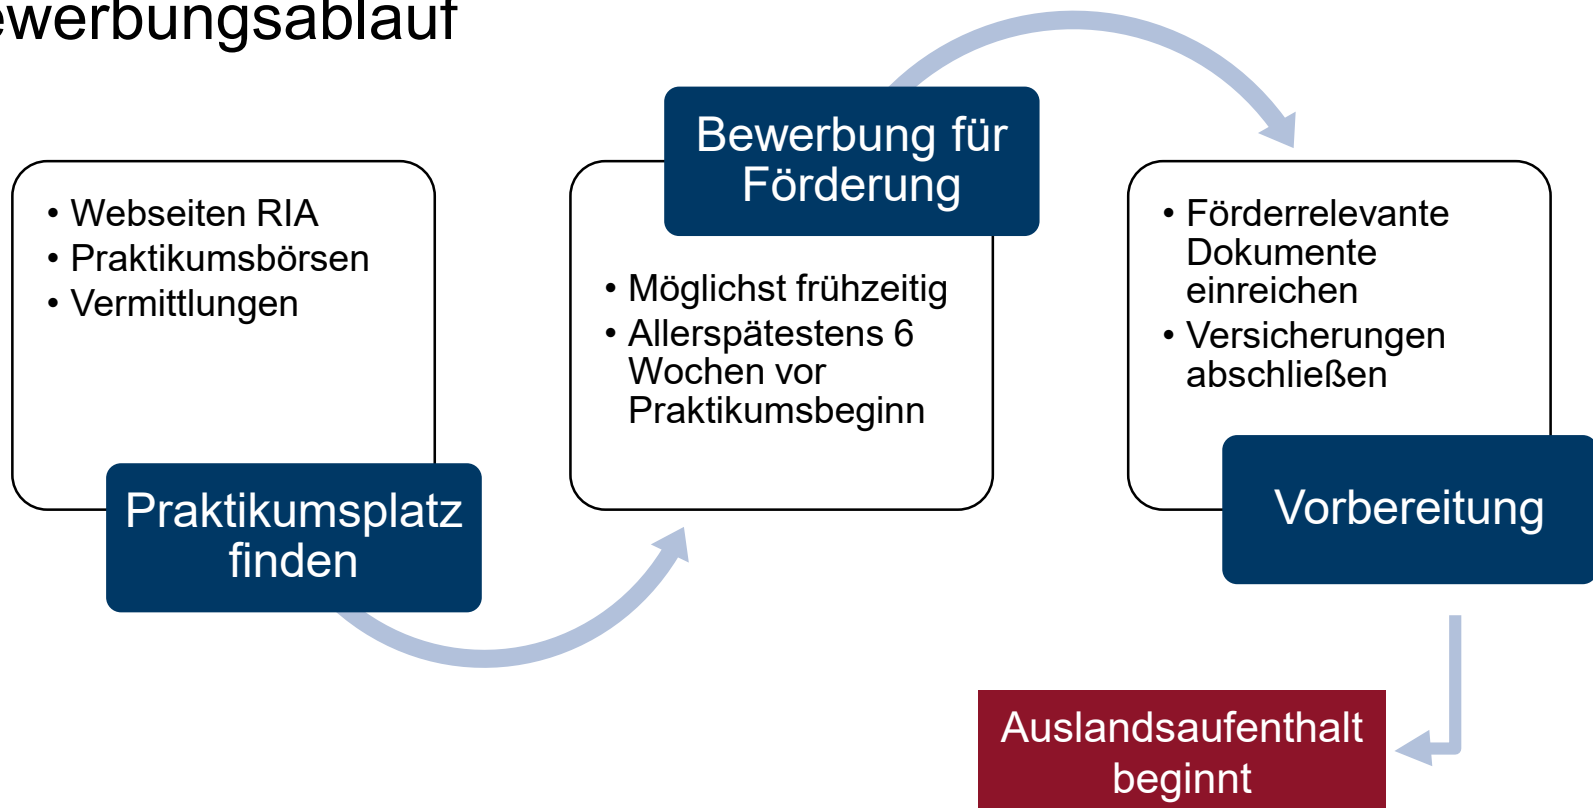 ewerbungsablauf
• Webseiten RIA
• Praktikumsbörsen
• Vermittlungen
Praktikumsplatz
finden
Bewerbung für
Förderung
• Möglichst frühzeitig
• Allerspätestens 6
Wochen vor
Praktikumsbeginn
• Förderrelevante
Dokumente
einreichen
• Versicherungen
abschließen
Vorbereitung
Auslandsaufenthalt
beginnt